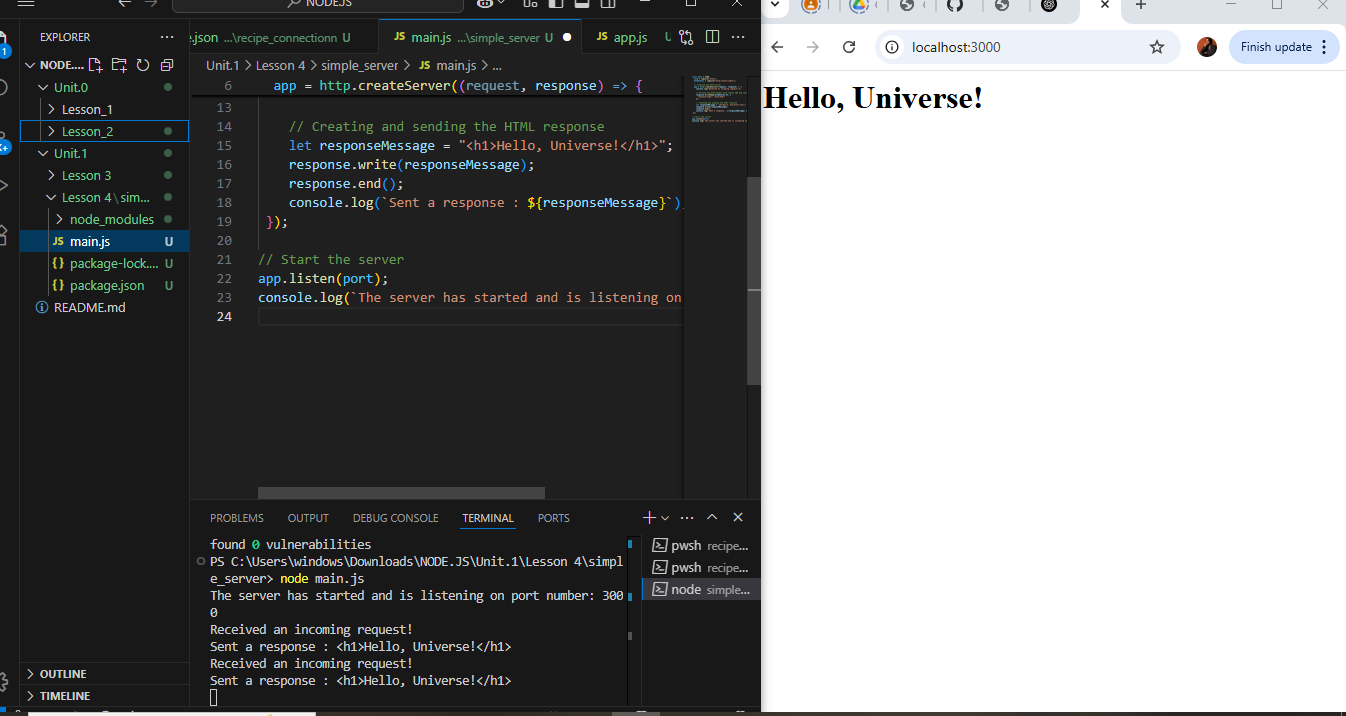 NODEJS
EXPLORER
NODE....
Unit.0
Lesson_1
Lesson_2
Unit.1
Lesson 3
Lesson 4\sim...
node_modules
JS main.js U
{} package-lock.... U
{} package.json U
README.md
OUTLINE
TIMELINE
.json ...\recipe_connectionn U
JS main.js ...\simple_server U
JS app.js U
Unit.1 > Lesson 4 > simple_server > JS main.js > ...
6 app = http.createServer((request, response) => {
13
14 // Creating and sending the HTML response
15 let responseMessage = "<h1>Hello, Universe!</h1>";
16 response.write(responseMessage);
17 response.end();
18 console.log(`Sent a response : ${responseMessage}`)
19 });
20
21 // Start the server
22 app.listen(port);
23 console.log(`The server has started and is listening on
24
PROBLEMS OUTPUT DEBUG CONSOLE TERMINAL PORTS
found 0 vulnerabilities
PS C:\Users\windows\Downloads\NODE.JS\Unit.1\Lesson 4\simpl
e_server> node main.js
The server has started and is listening on port number: 300
0
Received an incoming request!
Sent a response : <h1>Hello, Universe!</h1>
Received an incoming request!
Sent a response : <h1>Hello, Universe!</h1>
pwsh recipe...
pwsh recipe...
node simple...
localhost:3000
Finish update
Hello, Universe!